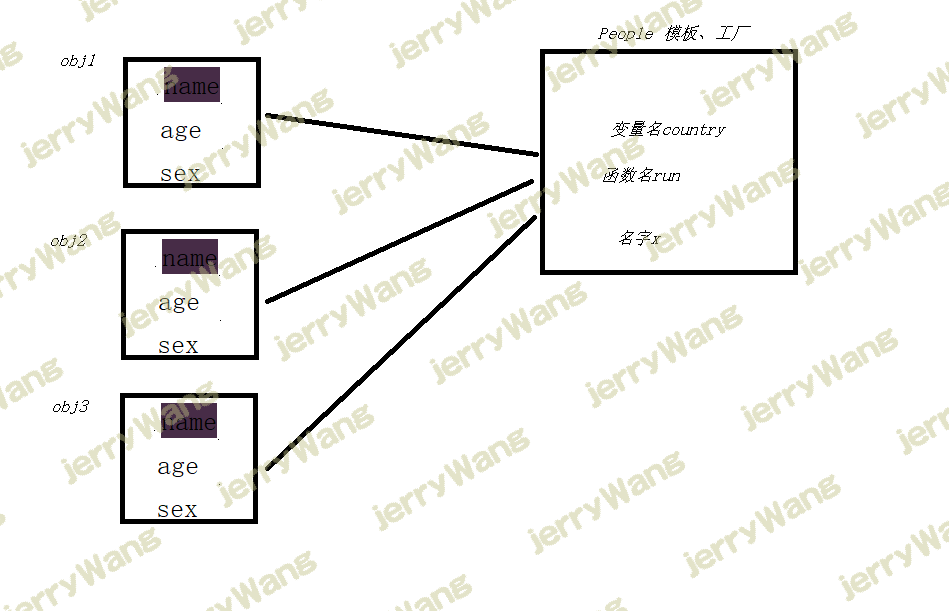 People 模板、工厂
obj1
name
age
sex
变量名country
函数名run
名字x
obj2
name
age
sex
obj3
name
age
sex
jerryWang